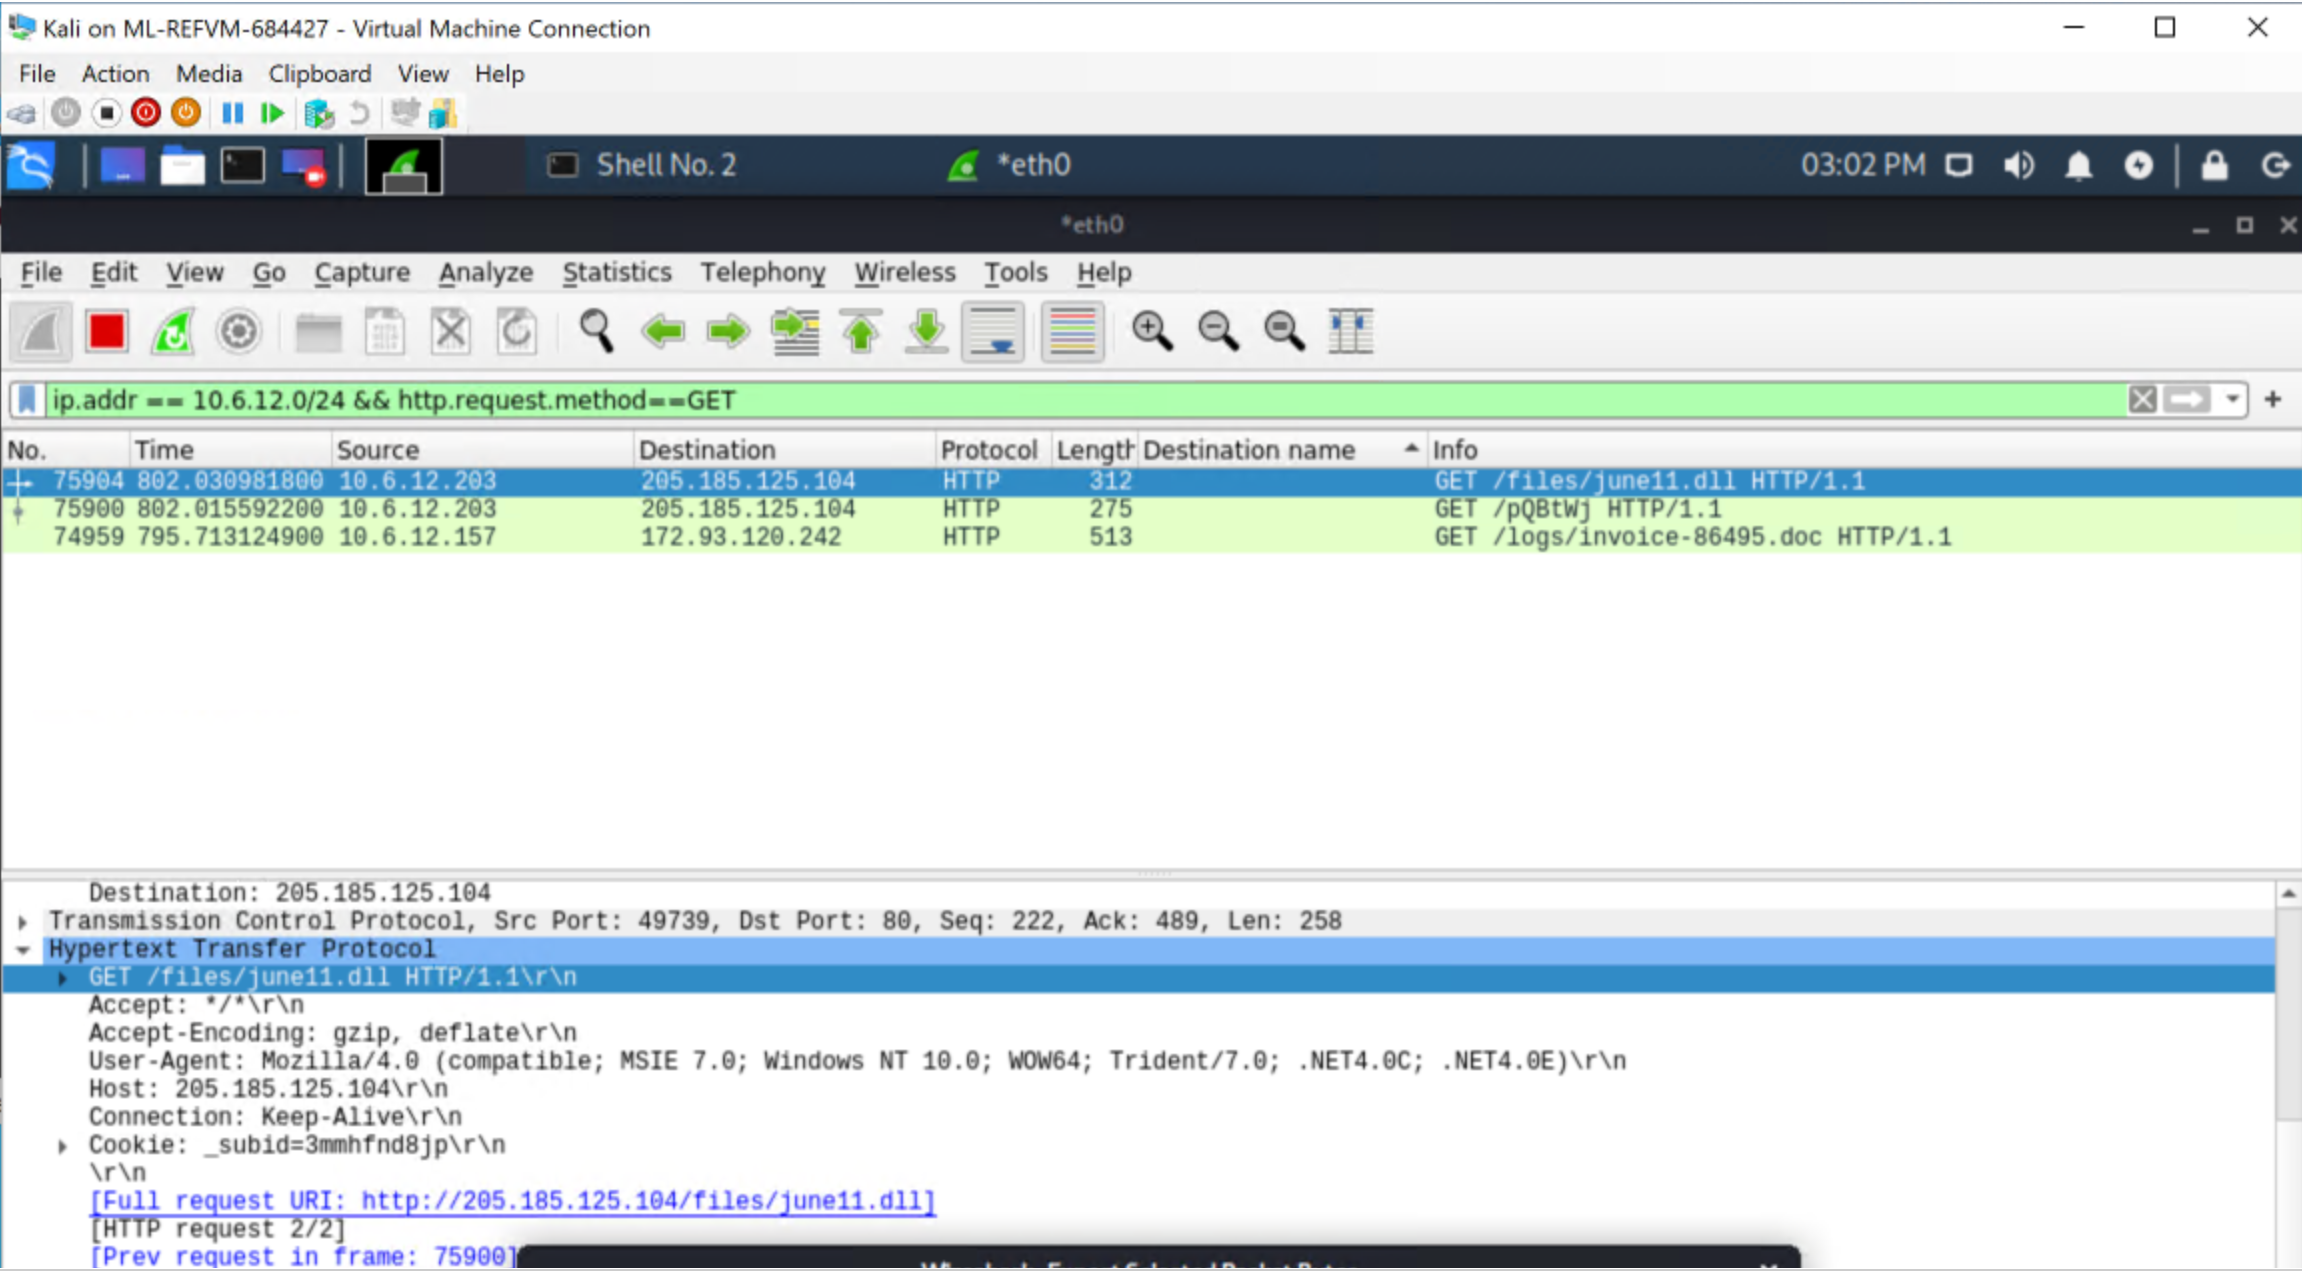 Kali on ML-REFVM-684427 - Virtual Machine Connection
File Action Media Clipboard View Help
Shell No. 2 *eth0 03:02 PM
*eth0
File Edit View Go Capture Analyze Statistics Telephony Wireless Tools Help
ip.addr == 10.6.12.0/24 && http.request.method==GET
No. Time Source Destination Protocol Length Destination name Info
75904 802.030981800 10.6.12.203 205.185.125.104 HTTP 312 GET /files/june11.dll HTTP/1.1
75900 802.015592200 10.6.12.203 205.185.125.104 HTTP 275 GET /pQBtWj HTTP/1.1
74959 795.713124900 10.6.12.157 172.93.120.242 HTTP 513 GET /logs/invoice-86495.doc HTTP/1.1
Destination: 205.185.125.104
Transmission Control Protocol, Src Port: 49739, Dst Port: 80, Seq: 222, Ack: 489, Len: 258
Hypertext Transfer Protocol
GET /files/june11.dll HTTP/1.1\r\n
Accept: */*\r\n
Accept-Encoding: gzip, deflate\r\n
User-Agent: Mozilla/4.0 (compatible; MSIE 7.0; Windows NT 10.0; WOW64; Trident/7.0; .NET4.0C; .NET4.0E)\r\n
Host: 205.185.125.104\r\n
Connection: Keep-Alive\r\n
Cookie: _subid=3mmhfnd8jp\r\n
\r\n
[Full request URI: http://205.185.125.104/files/june11.dll]
[HTTP request 2/2]
[Prev request in frame: 75900]